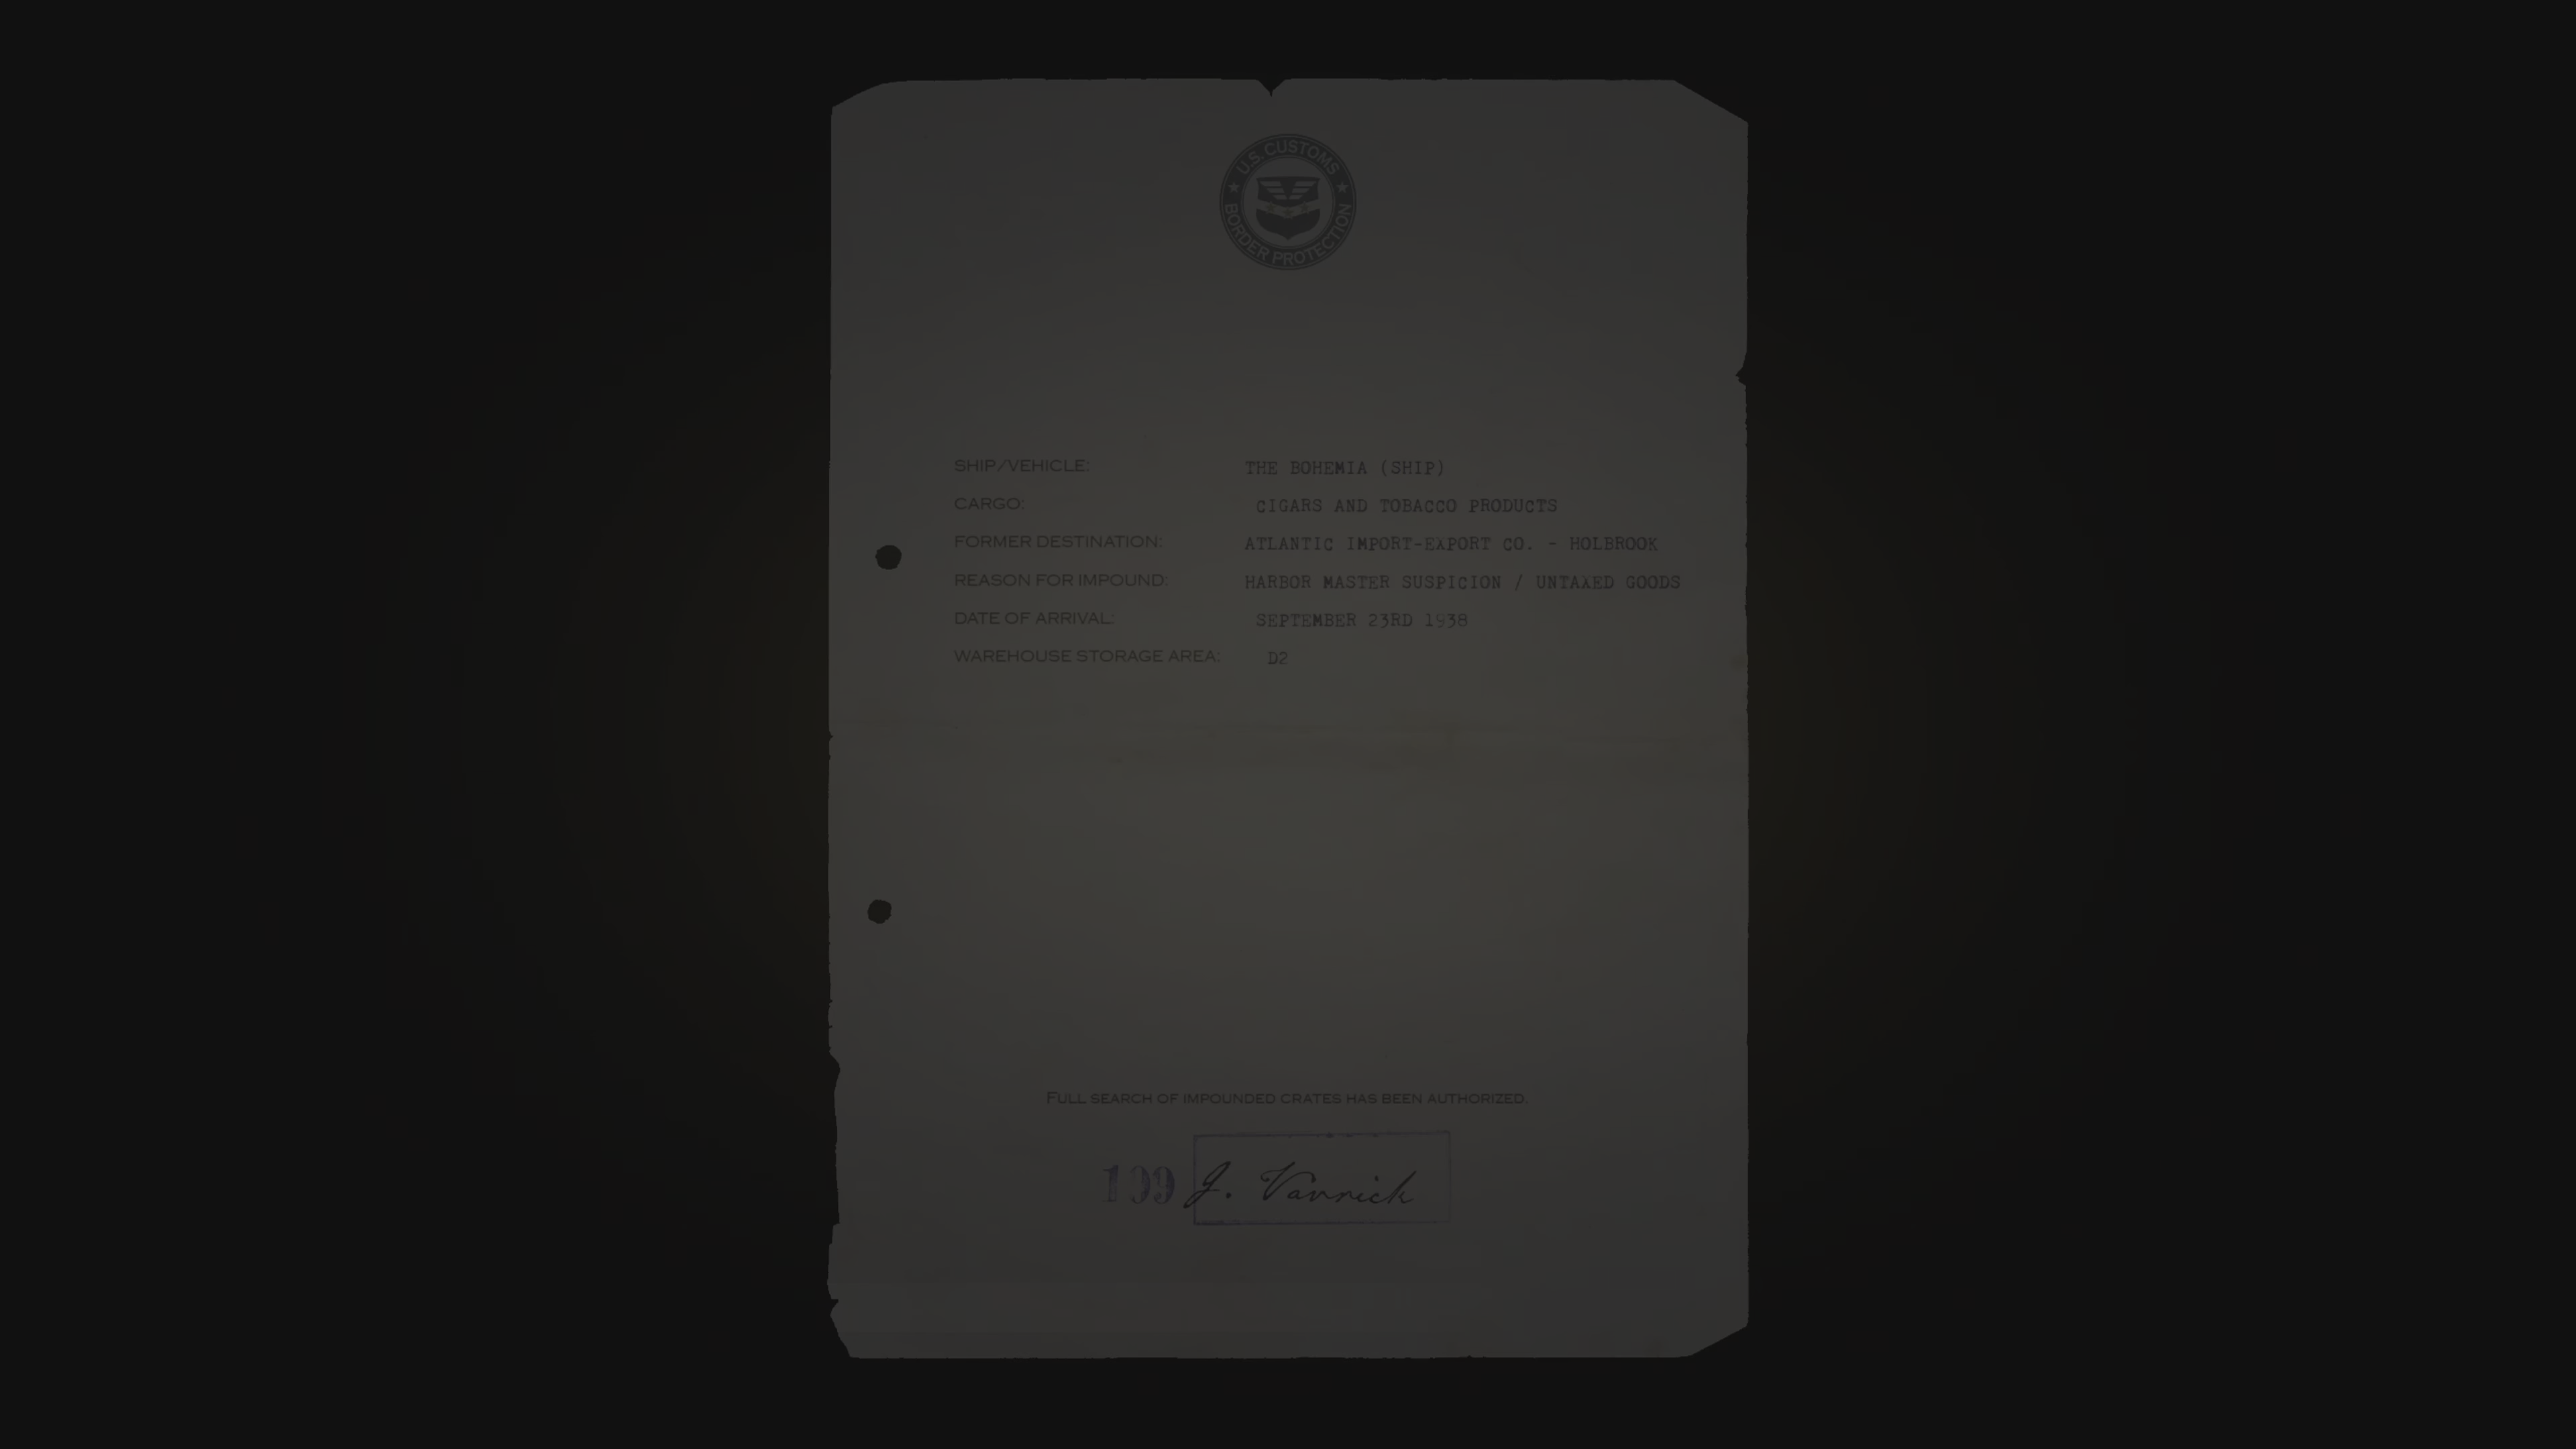 U.S. CUSTOMS
BORDER PROTECTION
SHIP/VEHICLE: THE BOHEMIA (SHIP)
CARGO: CIGARS AND TOBACCO PRODUCTS
FORMER DESTINATION: ATLANTIC IMPORT-EXPORT CO. - HOLBROOK
REASON FOR IMPOUND: HARBOR MASTER SUSPICION / UNTAXED GOODS
DATE OF ARRIVAL: SEPTEMBER 23RD 1938
WAREHOUSE STORAGE AREA: D2
FULL SEARCH OF IMPOUNDED CRATES HAS BEEN AUTHORIZED.
199 J. Vannick